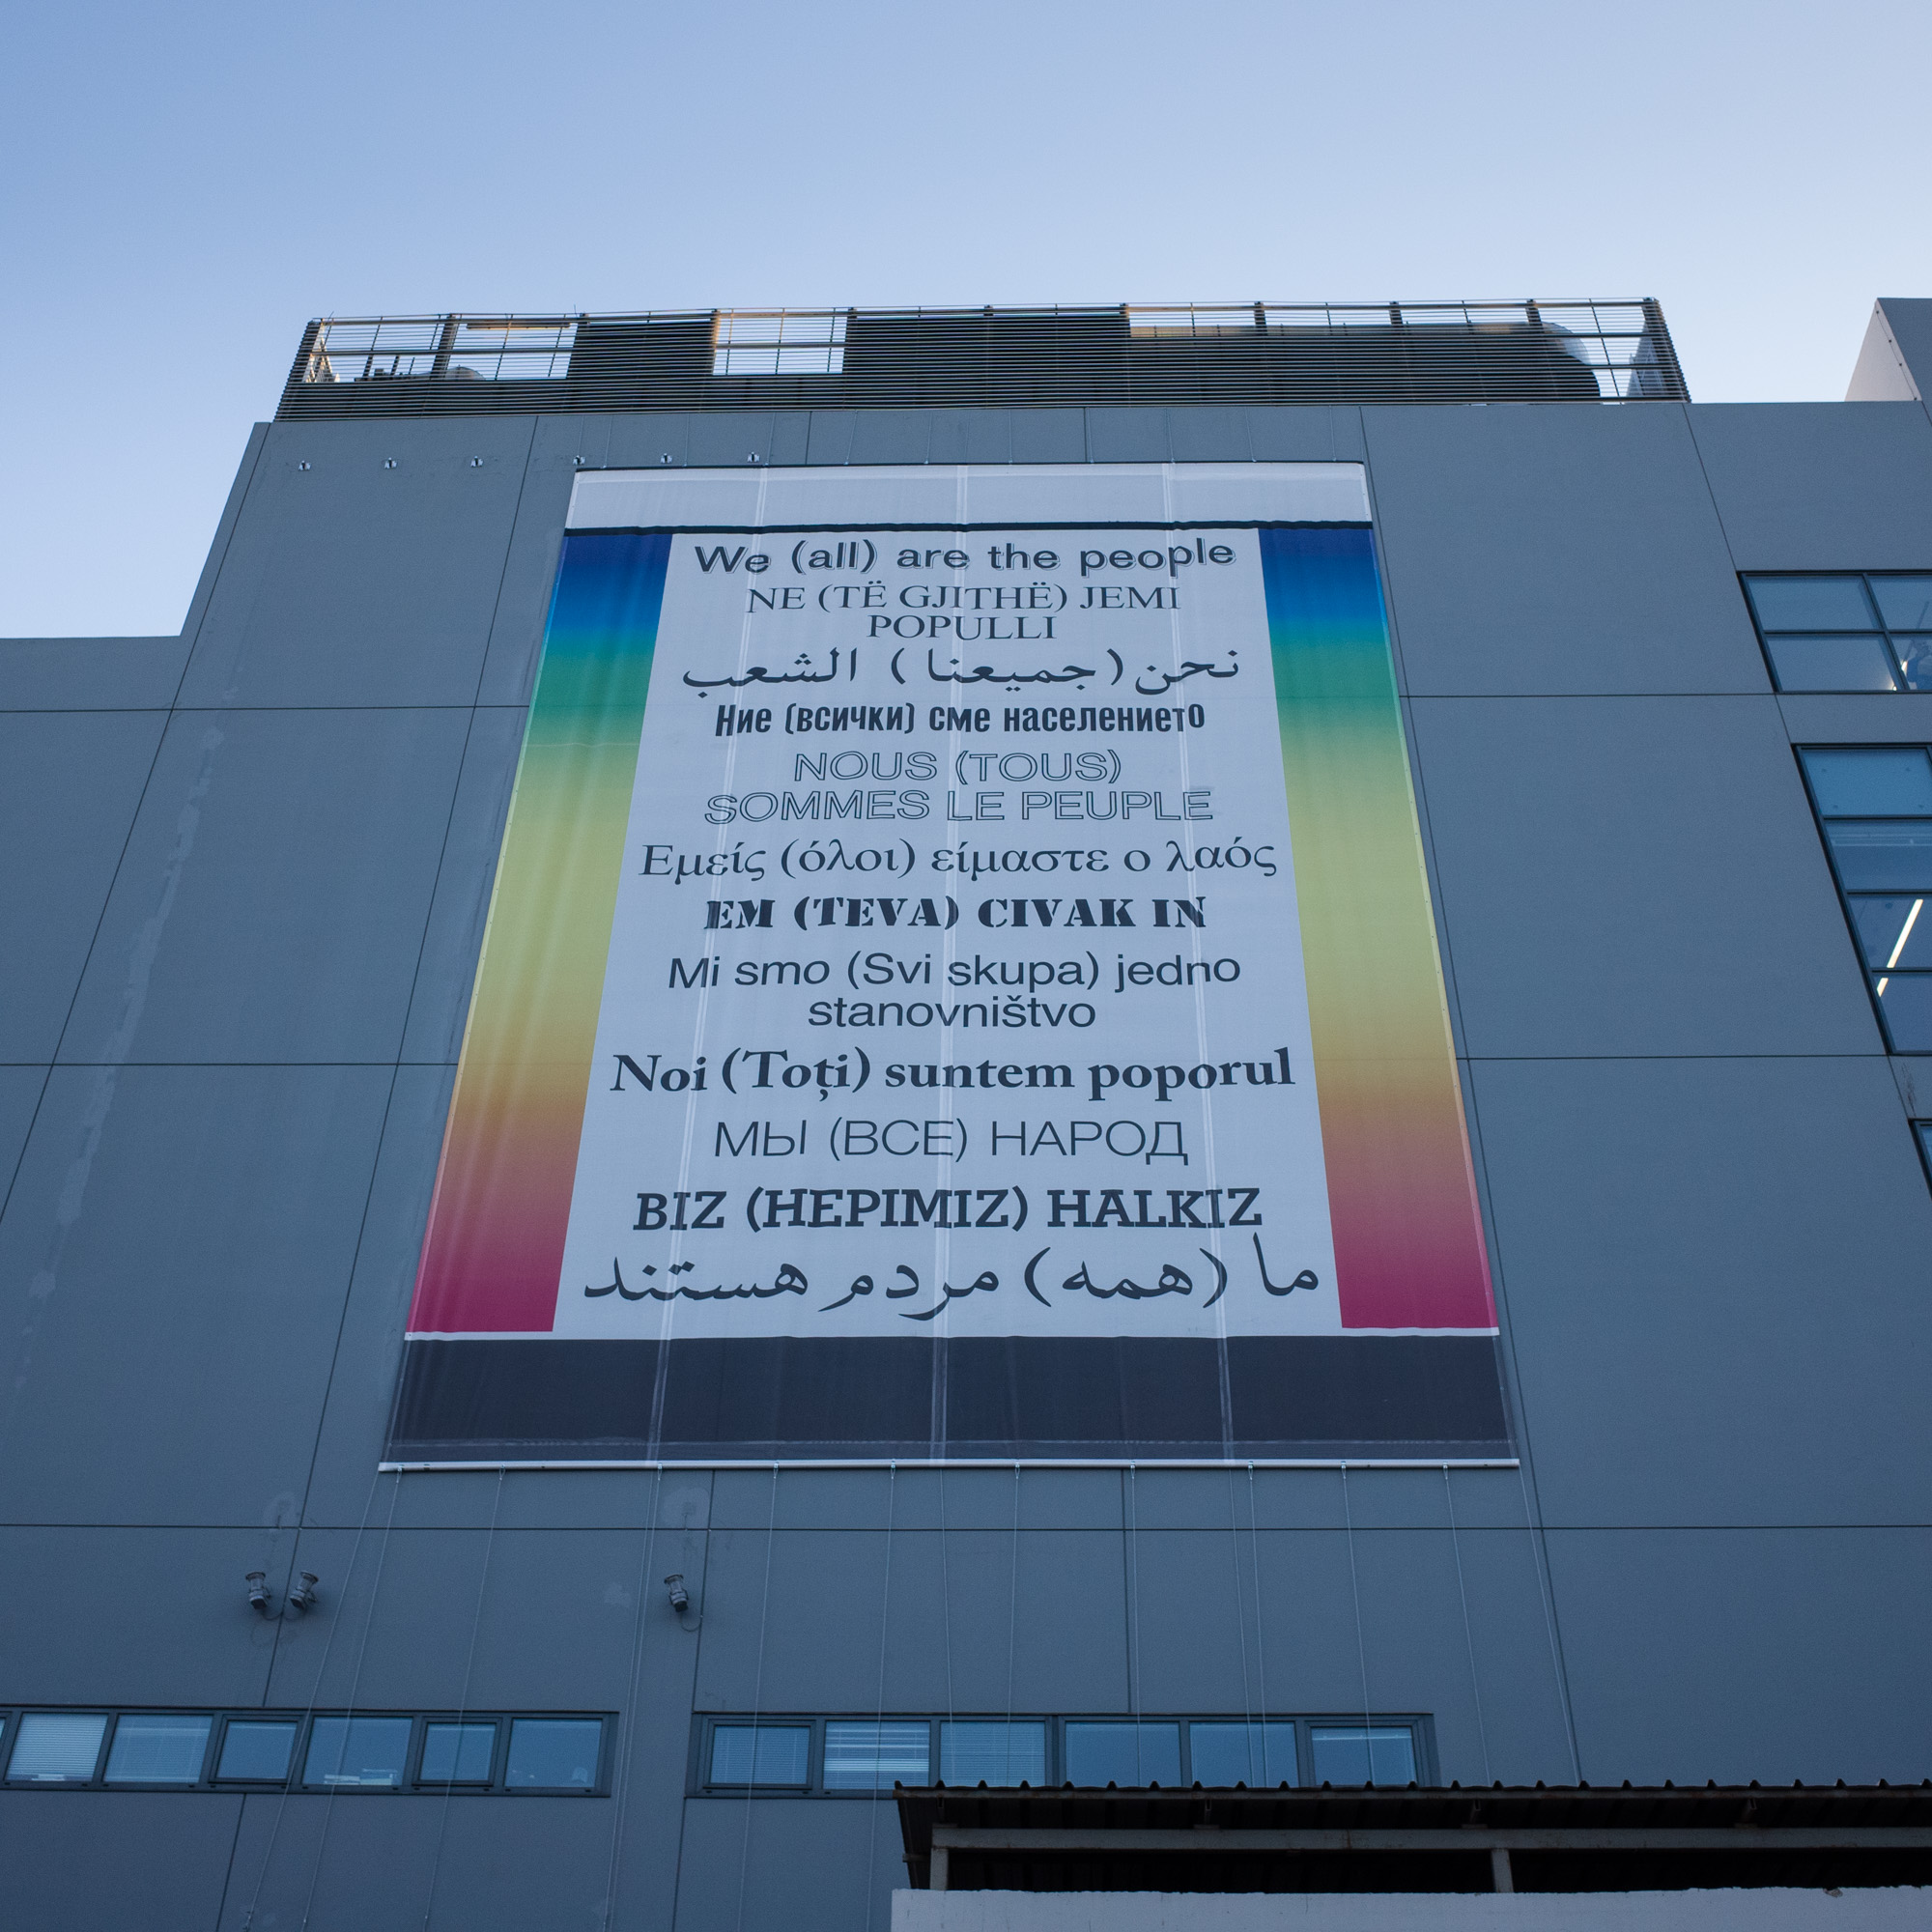 We (all) are the people
NE (TË GJITHË) JEMI
POPULLI
نحن (جميعنا) الشعب
Ние (всички) сме населението
NOUS (TOUS)
SOMMES LE PEUPLE
Εμείς (όλοι) είμαστε ο λαός
EM (TEVA) CIVAK IN
Mi smo (Svi skupa) jedno
stanovništvo
Noi (Toți) suntem poporul
МЫ (ВСЕ) НАРОД
BIZ (HEPIMIZ) HALKIZ
ما (همه) مردم هستند